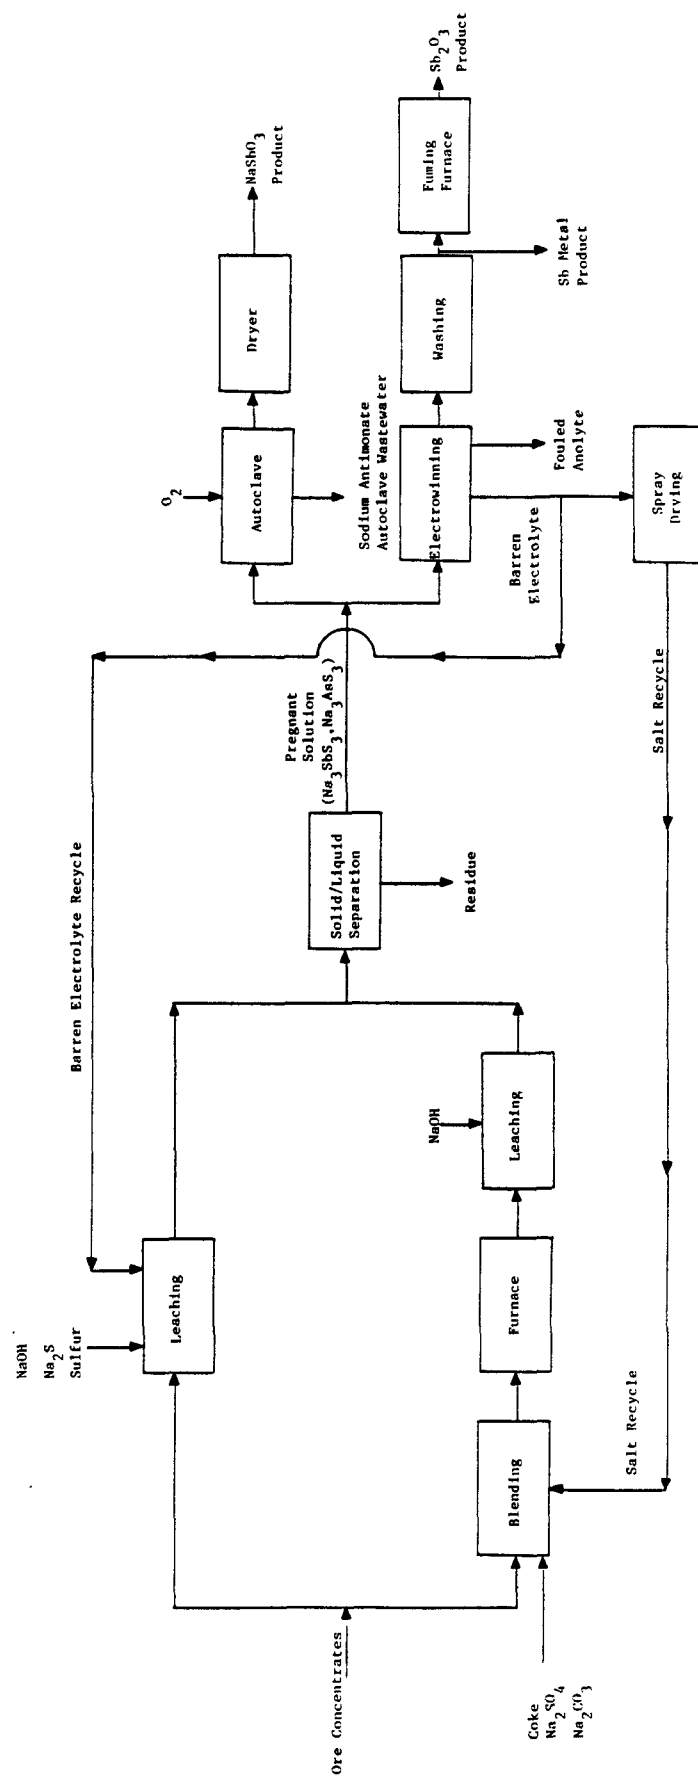 Ore Concentrates
Coke
Na2SO4
Na2CO3
NaOH
Na2S
Sulfur
Leaching
Blending
Furnace
NaOH
Leaching
Salt Recycle
Barren Electrolyte Recycle
Solid/Liquid
Separation
Residue
Pregnant
Solution
(Na3SbS3,Na3AsS3)
O2
Autoclave
Sodium Antimonate
Autoclave Wastewater
Dryer
NaSbO3
Product
Electrowinning
Barren
Electrolyte
Fouled
Anolyte
Washing
Sb Metal
Product
Fuming
Furnace
Sb2O3
Product
Spray
Drying
Salt Recycle